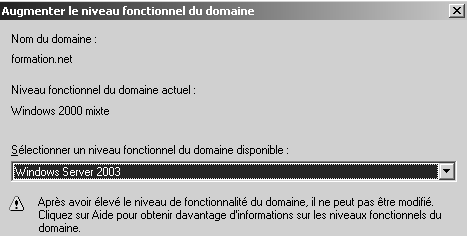 Augmenter le niveau fonctionnel du domaine
Nom du domaine :
formation.net
Niveau fonctionnel du domaine actuel :
Windows 2000 mixte
Sélectionner un niveau fonctionnel du domaine disponible :
Windows Server 2003
Après avoir élevé le niveau de fonctionnalité du domaine, il ne peut pas être modifié.
Cliquez sur Aide pour obtenir davantage d'informations sur les niveaux fonctionnels du
domaine.